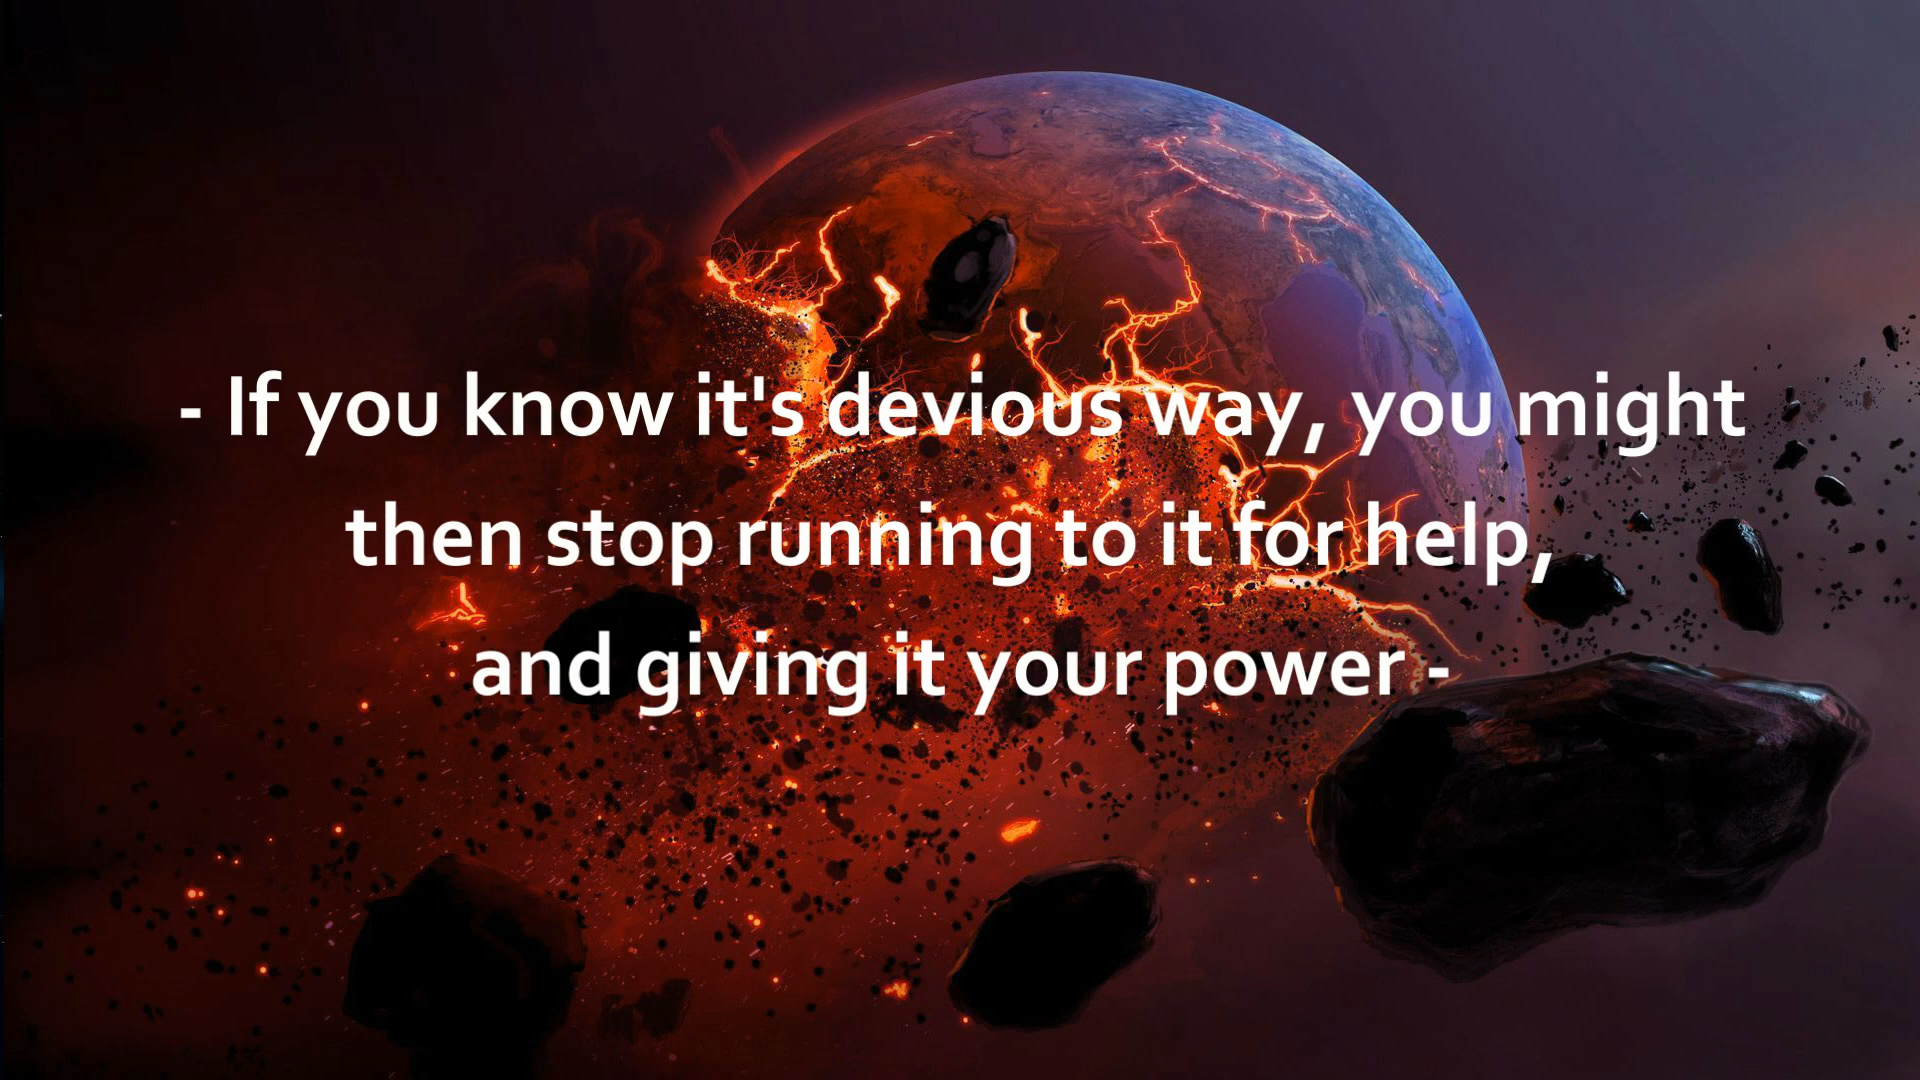 - If you know it's devious way, you might
then stop running to it for help,
and giving it your power -